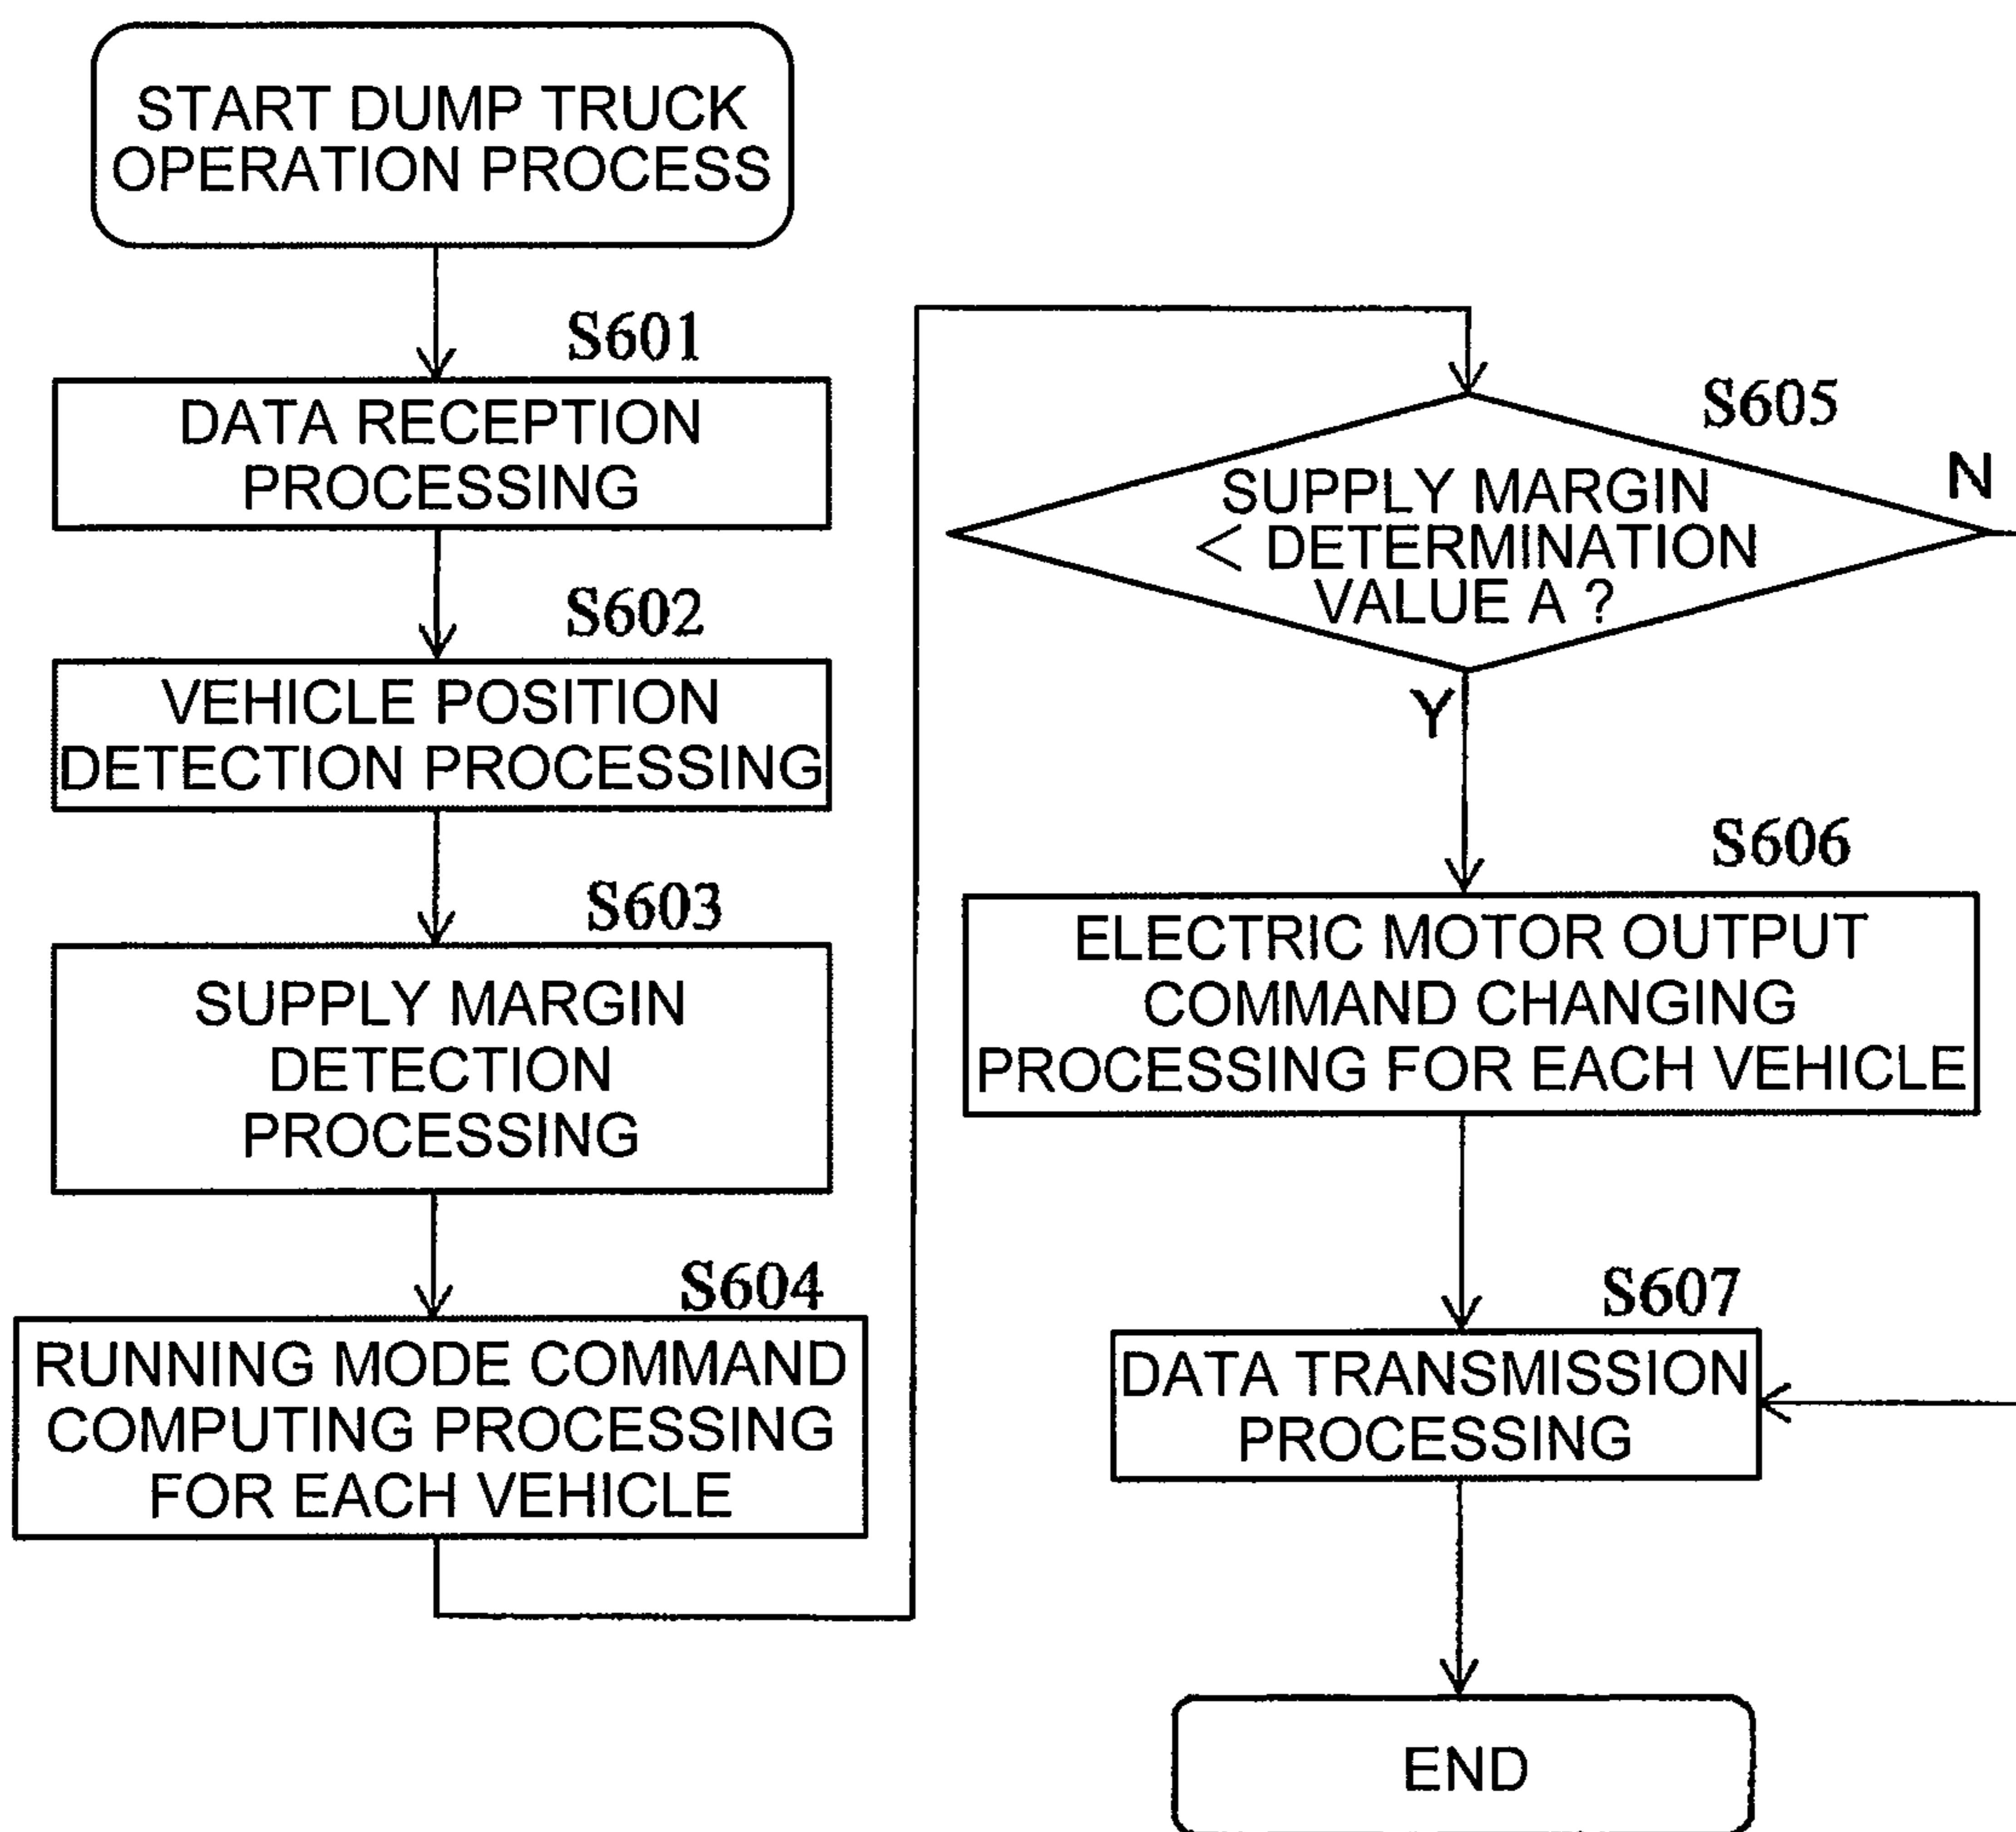 START DUMP TRUCK
OPERATION PROCESS
S601
DATA RECEPTION
PROCESSING
S602
VEHICLE POSITION
DETECTION PROCESSING
S603
SUPPLY MARGIN
DETECTION
PROCESSING
S604
RUNNING MODE COMMAND
COMPUTING PROCESSING
FOR EACH VEHICLE
S605
SUPPLY MARGIN
< DETERMINATION
VALUE A ?
N
Y
S606
ELECTRIC MOTOR OUTPUT
COMMAND CHANGING
PROCESSING FOR EACH VEHICLE
S607
DATA TRANSMISSION
PROCESSING
END